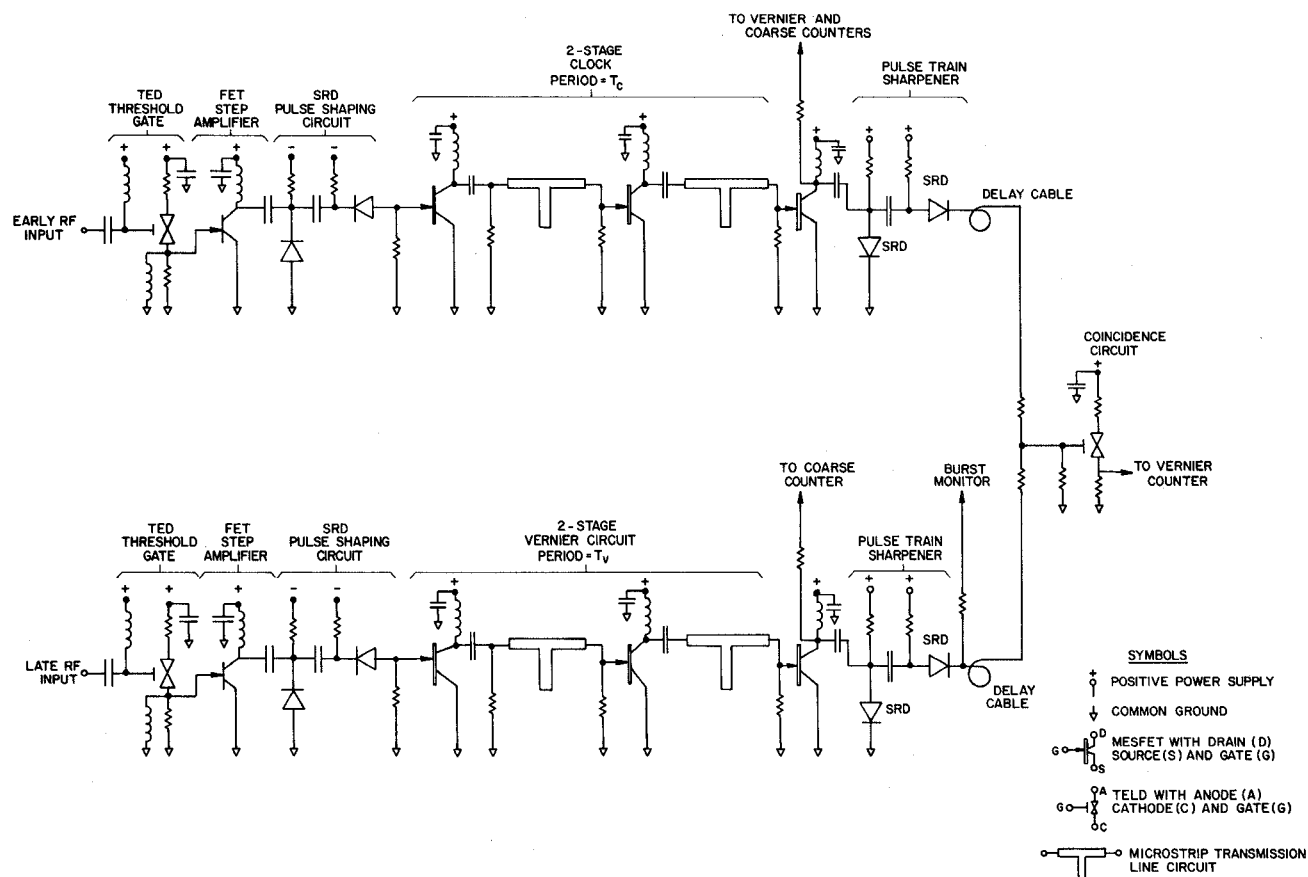 TO VERNIER AND
COARSE COUNTERS
2-STAGE
CLOCK
PERIOD = Tc
PULSE TRAIN
SHARPENER
TED
THRESHOLD
GATE
FET
STEP
AMPLIFIER
SRD
PULSE SHAPING
CIRCUIT
+
+
+
-
-
+
+
+
+
+
SRD
DELAY CABLE
EARLY RF
INPUT
SRD
COINCIDENCE
CIRCUIT
+
TO VERNIER
COUNTER
TO COARSE
COUNTER
BURST
MONITOR
TED
THRESHOLD
GATE
FET
STEP
AMPLIFIER
SRD
PULSE SHAPING
CIRCUIT
2-STAGE
VERNIER CIRCUIT
PERIOD = Tv
PULSE TRAIN
SHARPENER
+
+
+
-
-
+
+
+
+
+
SRD
LATE RF
INPUT
SRD
DELAY
CABLE
SYMBOLS
+
POSITIVE POWER SUPPLY
COMMON GROUND
G
D
S
MESFET WITH DRAIN (D)
SOURCE (S) AND GATE (G)
G
A
C
TELD WITH ANODE (A)
CATHODE (C) AND GATE (G)
MICROSTRIP TRANSMISSION
LINE CIRCUIT